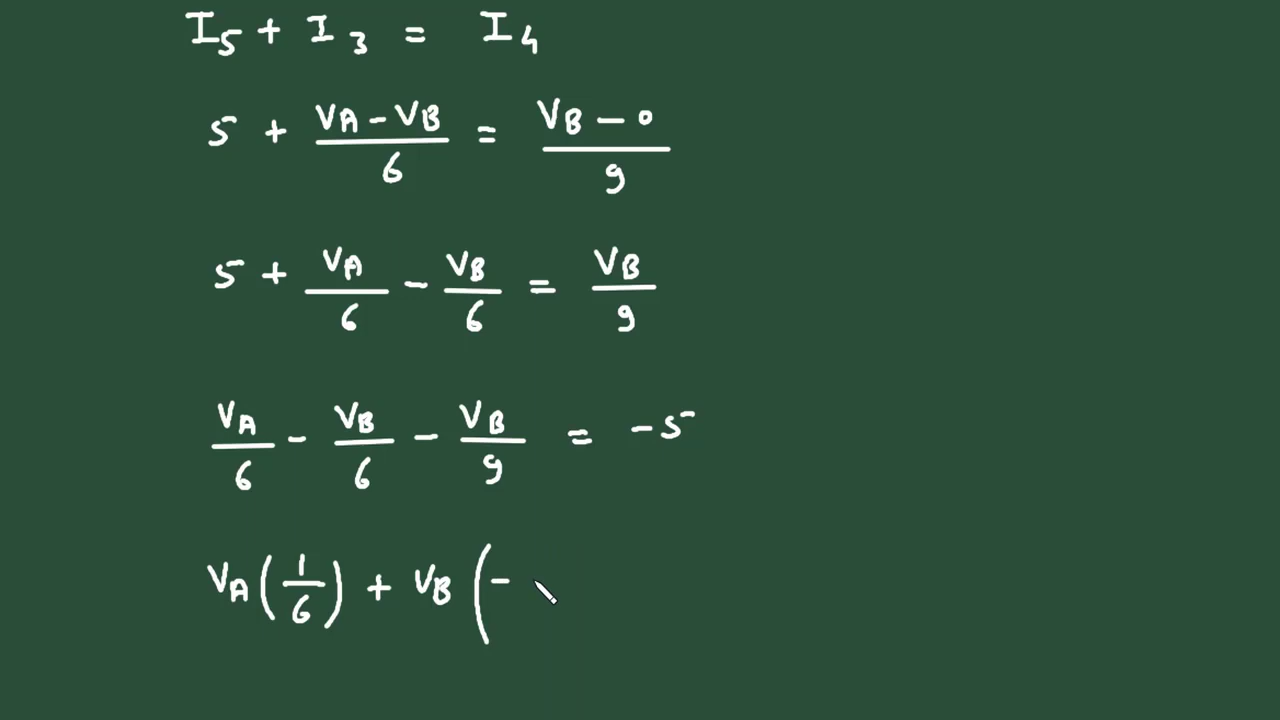 I5 + I3 = I4
5 + (VA - VB)/6 = (VB - 0)/9
5 + VA/6 - VB/6 = VB/9
VA/6 - VB/6 - VB/9 = -5
VA(1/6) + VB(-